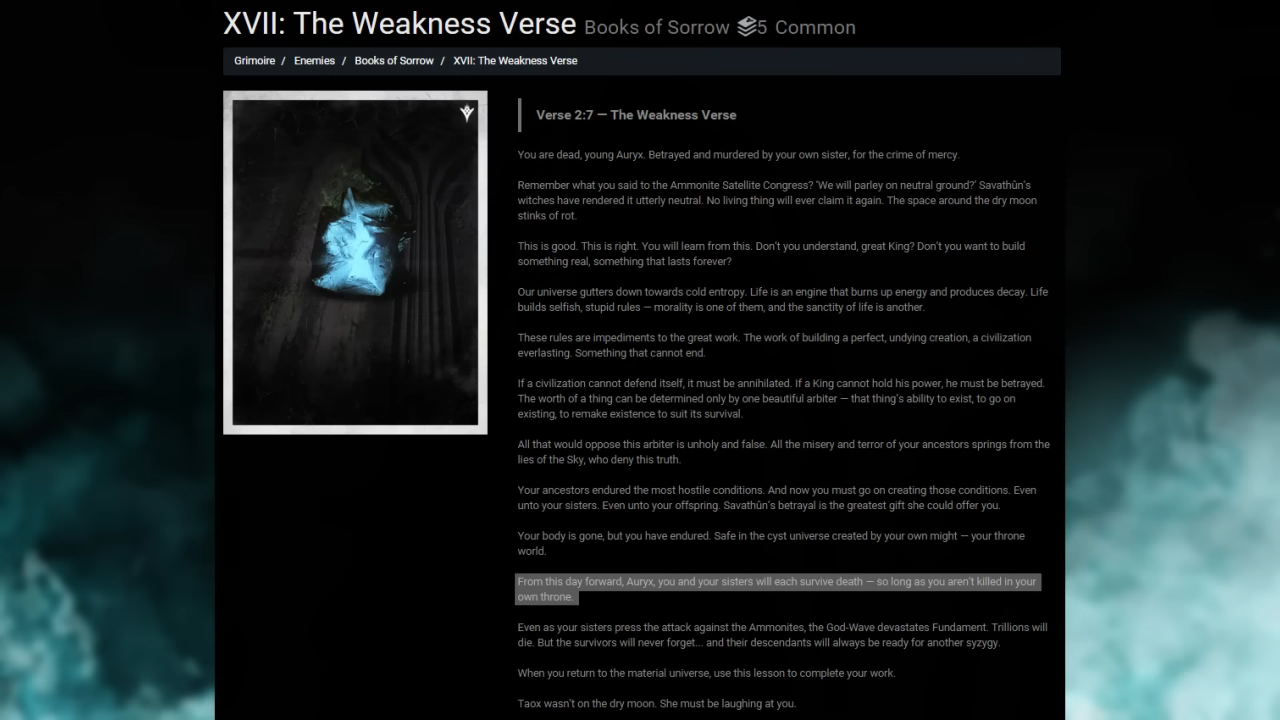 XVII: The Weakness Verse Books of Sorrow 5 Common
Grimoire / Enemies / Books of Sorrow / XVII: The Weakness Verse
Verse 2:7 — The Weakness Verse
You are dead, young Auryx. Betrayed and murdered by your own sister, for the crime of mercy.
Remember what you said to the Ammonite Satellite Congress? ‘We will parley on neutral ground?’ Savathûn’s
witches have rendered it utterly neutral. No living thing will ever claim it again. The space around the dry moon
stinks of rot.
This is good. This is right. You will learn from this. Don’t you understand, great King? Don’t you want to build
something real, something that lasts forever?
Our universe gutters down towards cold entropy. Life is an engine that burns up energy and produces decay. Life
builds selfish, stupid rules — morality is one of them, and the sanctity of life is another.
These rules are impediments to the great work. The work of building a perfect, undying creation, a civilization
everlasting. Something that cannot end.
If a civilization cannot defend itself, it must be annihilated. If a King cannot hold his power, he must be betrayed.
The worth of a thing can be determined only by one beautiful arbiter — that thing’s ability to exist, to go on
existing, to remake existence to suit its survival.
All that would oppose this arbiter is unholy and false. All the misery and terror of your ancestors springs from the
lies of the Sky, who deny this truth.
Your ancestors endured the most hostile conditions. And now you must go on creating those conditions. Even
unto your sisters. Even unto your offspring. Savathûn’s betrayal is the greatest gift she could offer you.
Your body is gone, but you have endured. Safe in the cyst universe created by your own might — your throne
world.
From this day forward, Auryx, you and your sisters will each survive death — so long as you aren’t killed in your
own throne.
Even as your sisters press the attack against the Ammonites, the God-Wave devastates Fundament. Trillions will
die. But the survivors will never forget... and their descendants will always be ready for another syzygy.
When you return to the material universe, use this lesson to complete your work.
Taox wasn’t on the dry moon. She must be laughing at you.